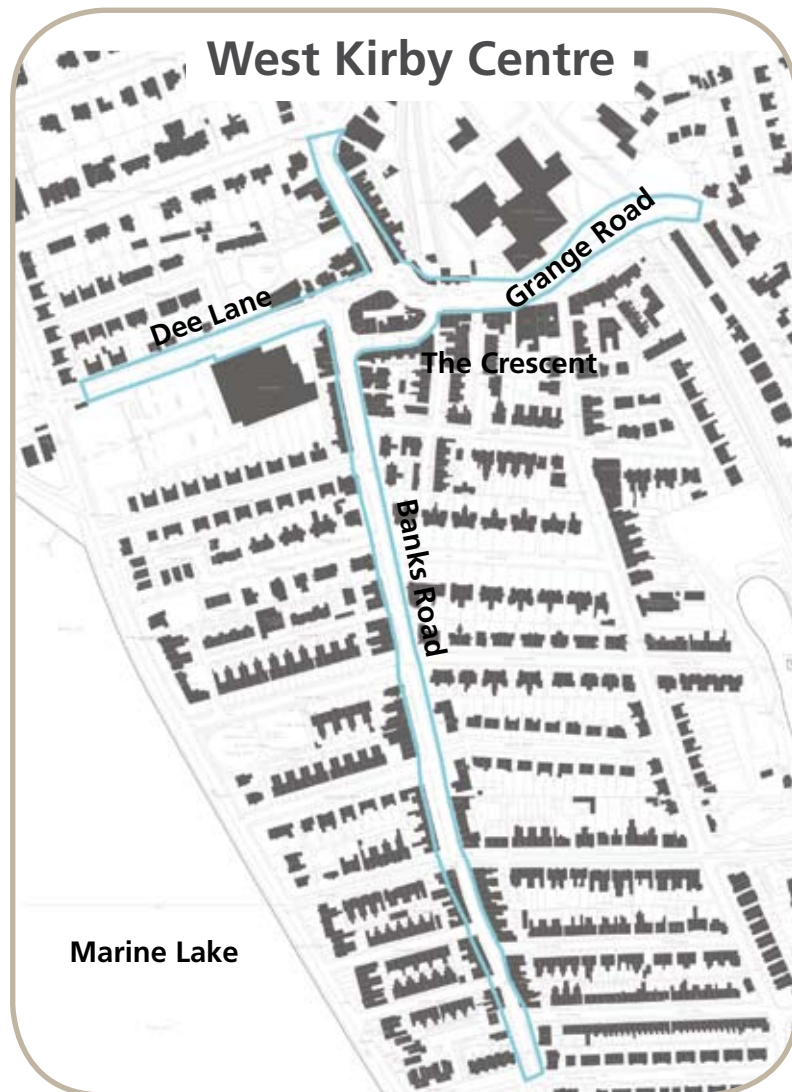 West Kirby Centre
Grange Road
Dee Lane
The Crescent
Banks Road
Marine Lake